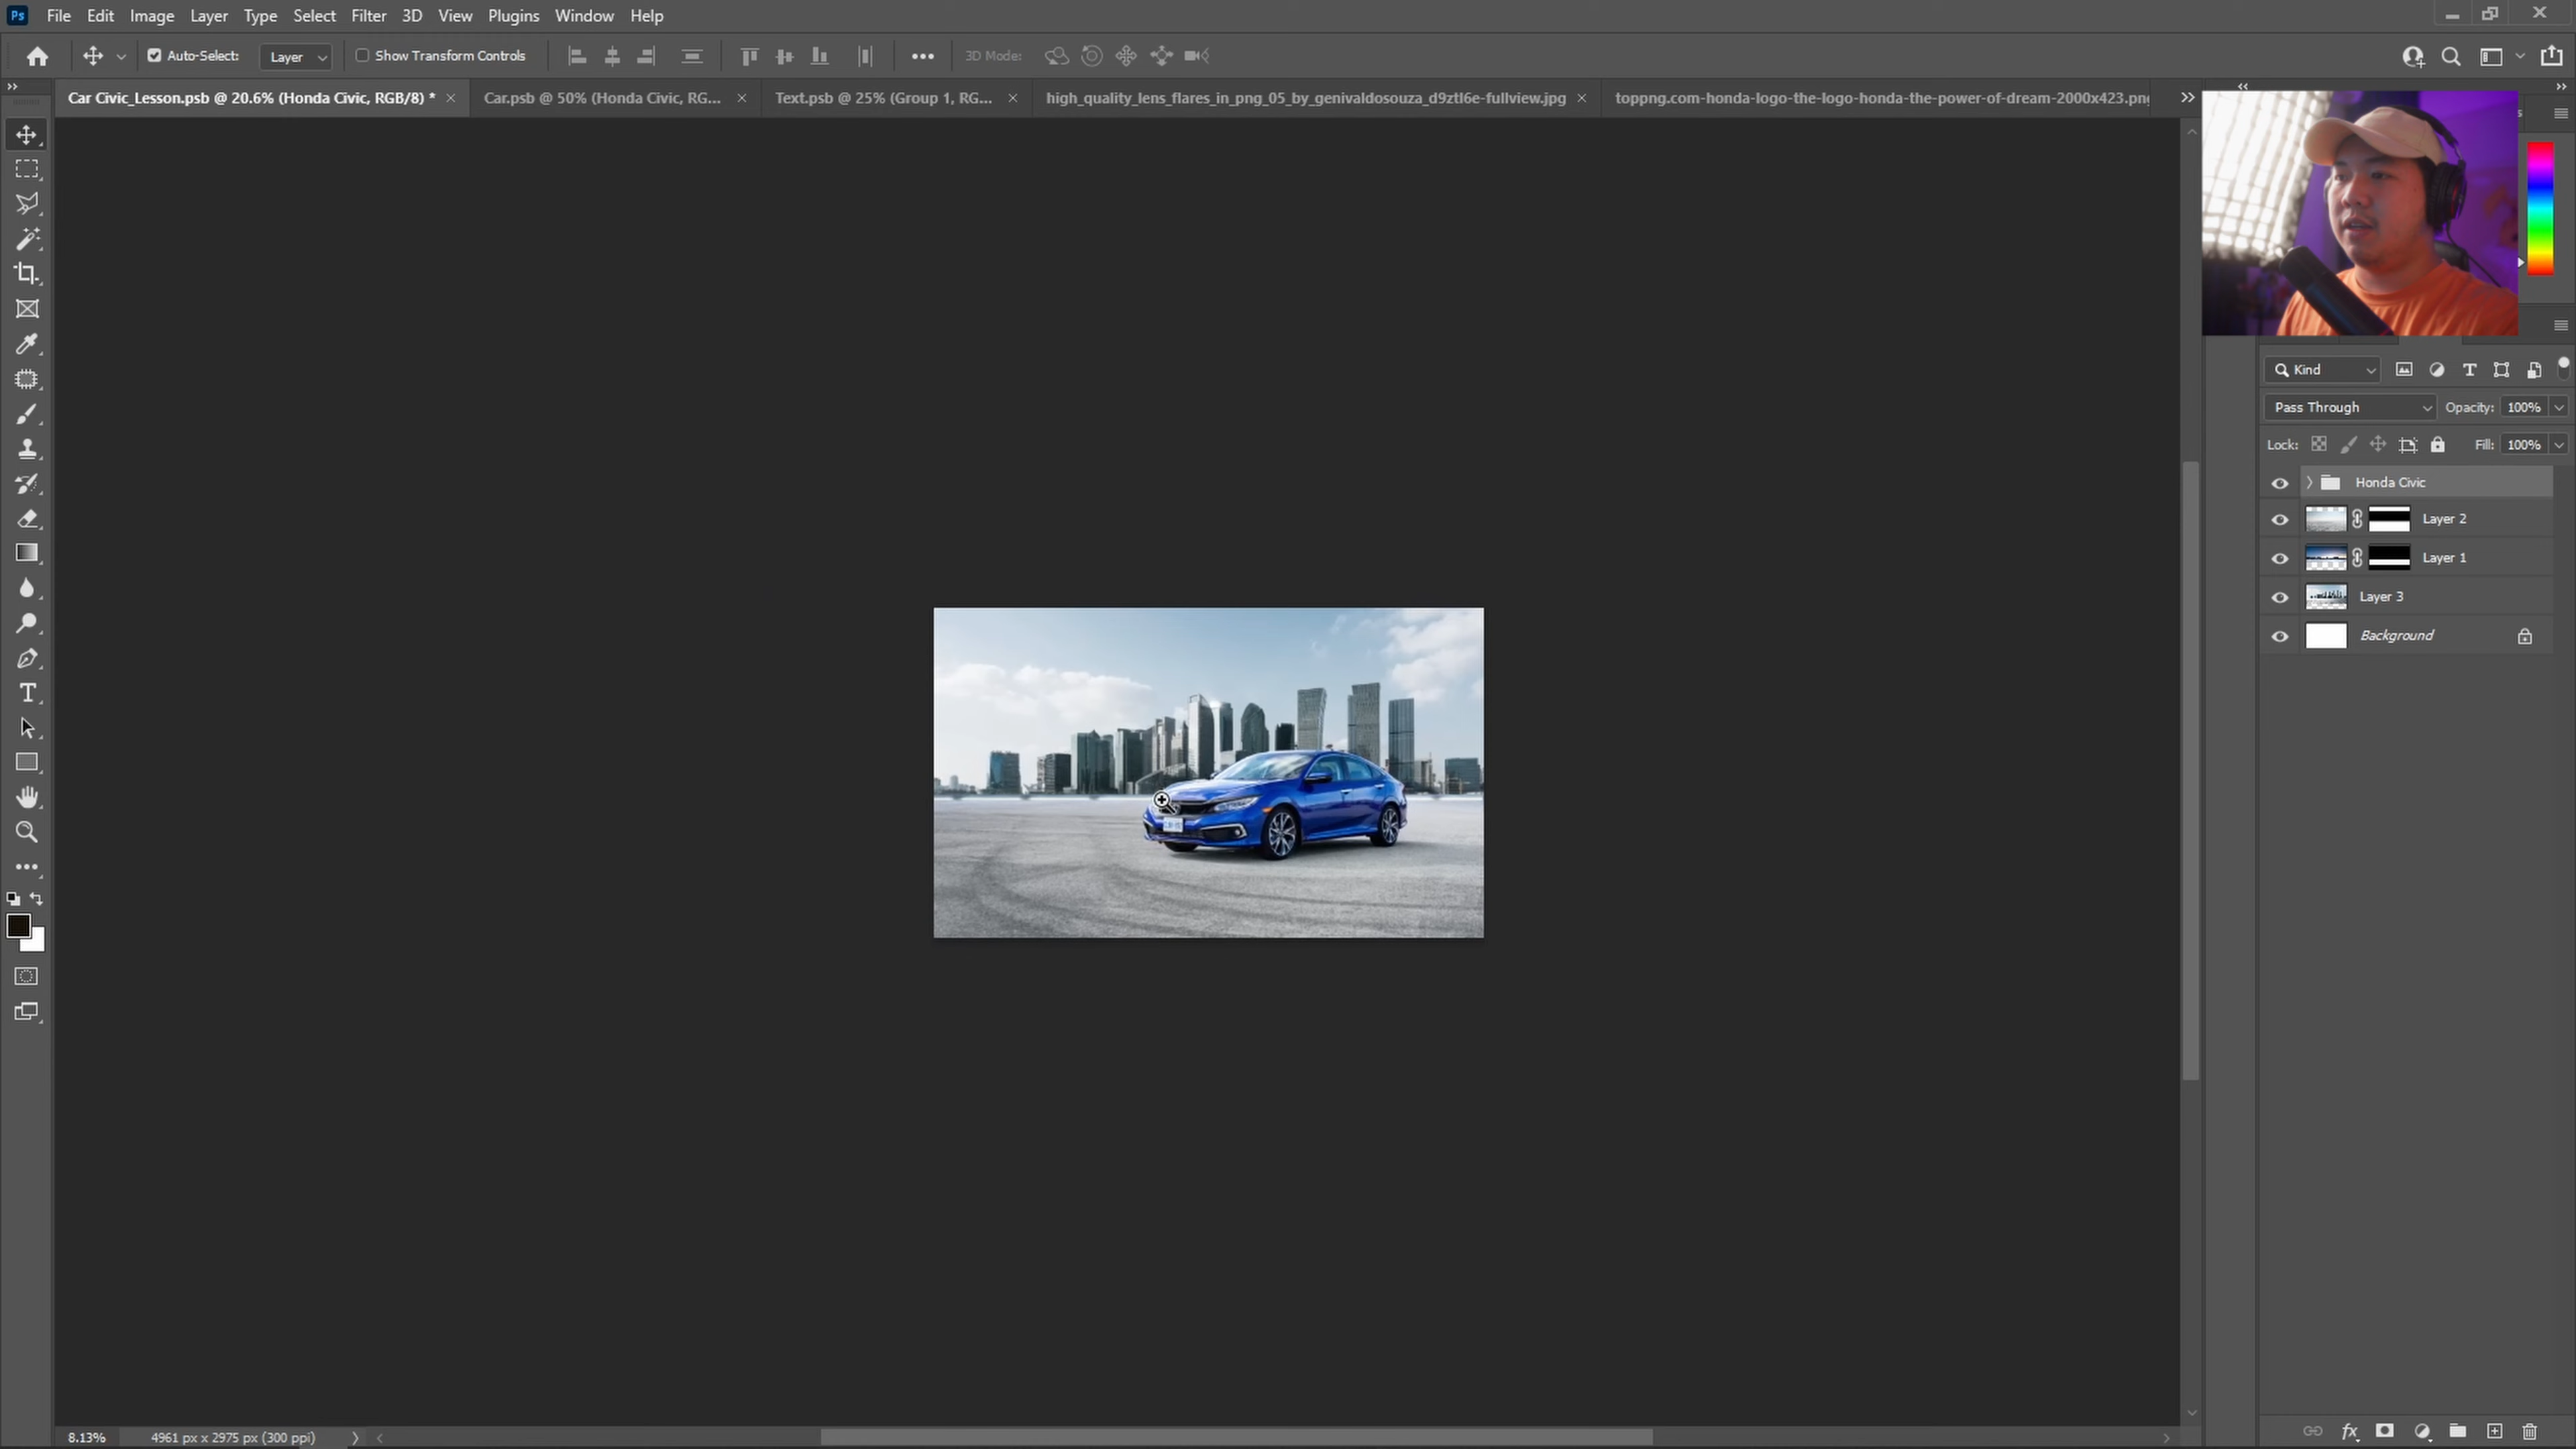 Ps File Edit Image Layer Type Select Filter 3D View Plugins Window Help
Auto-Select: Layer Show Transform Controls 3D Mode:
Car Civic_Lesson.psb @ 20.6% (Honda Civic, RGB/8) * Car.psb @ 50% (Honda Civic, RG... Text.psb @ 25% (Group 1, RG... high_quality_lens_flares_in_png_05_by_genivaldosouza_d9ztl6e-fullview.jpg toppng.com-honda-logo-the-logo-honda-the-power-of-dream-2000x423.png
Kind
Pass Through Opacity: 100%
Lock: Fill: 100%
Honda Civic
Layer 2
Layer 1
Layer 3
Background
8.13% 4961 px x 2975 px (300 ppi)